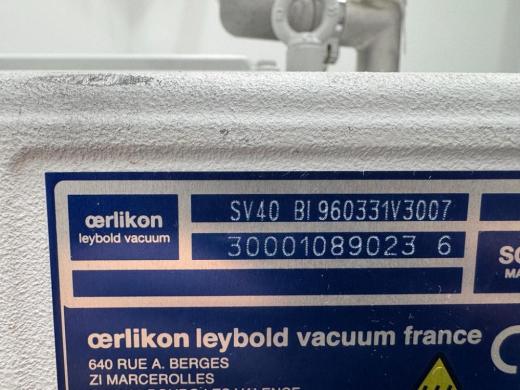 œrlikon
leybold vacuum
SV40 BI 960331V3007
30001089023 6
œrlikon leybold vacuum france
640 RUE A. BERGES
ZI MARCEROLLES